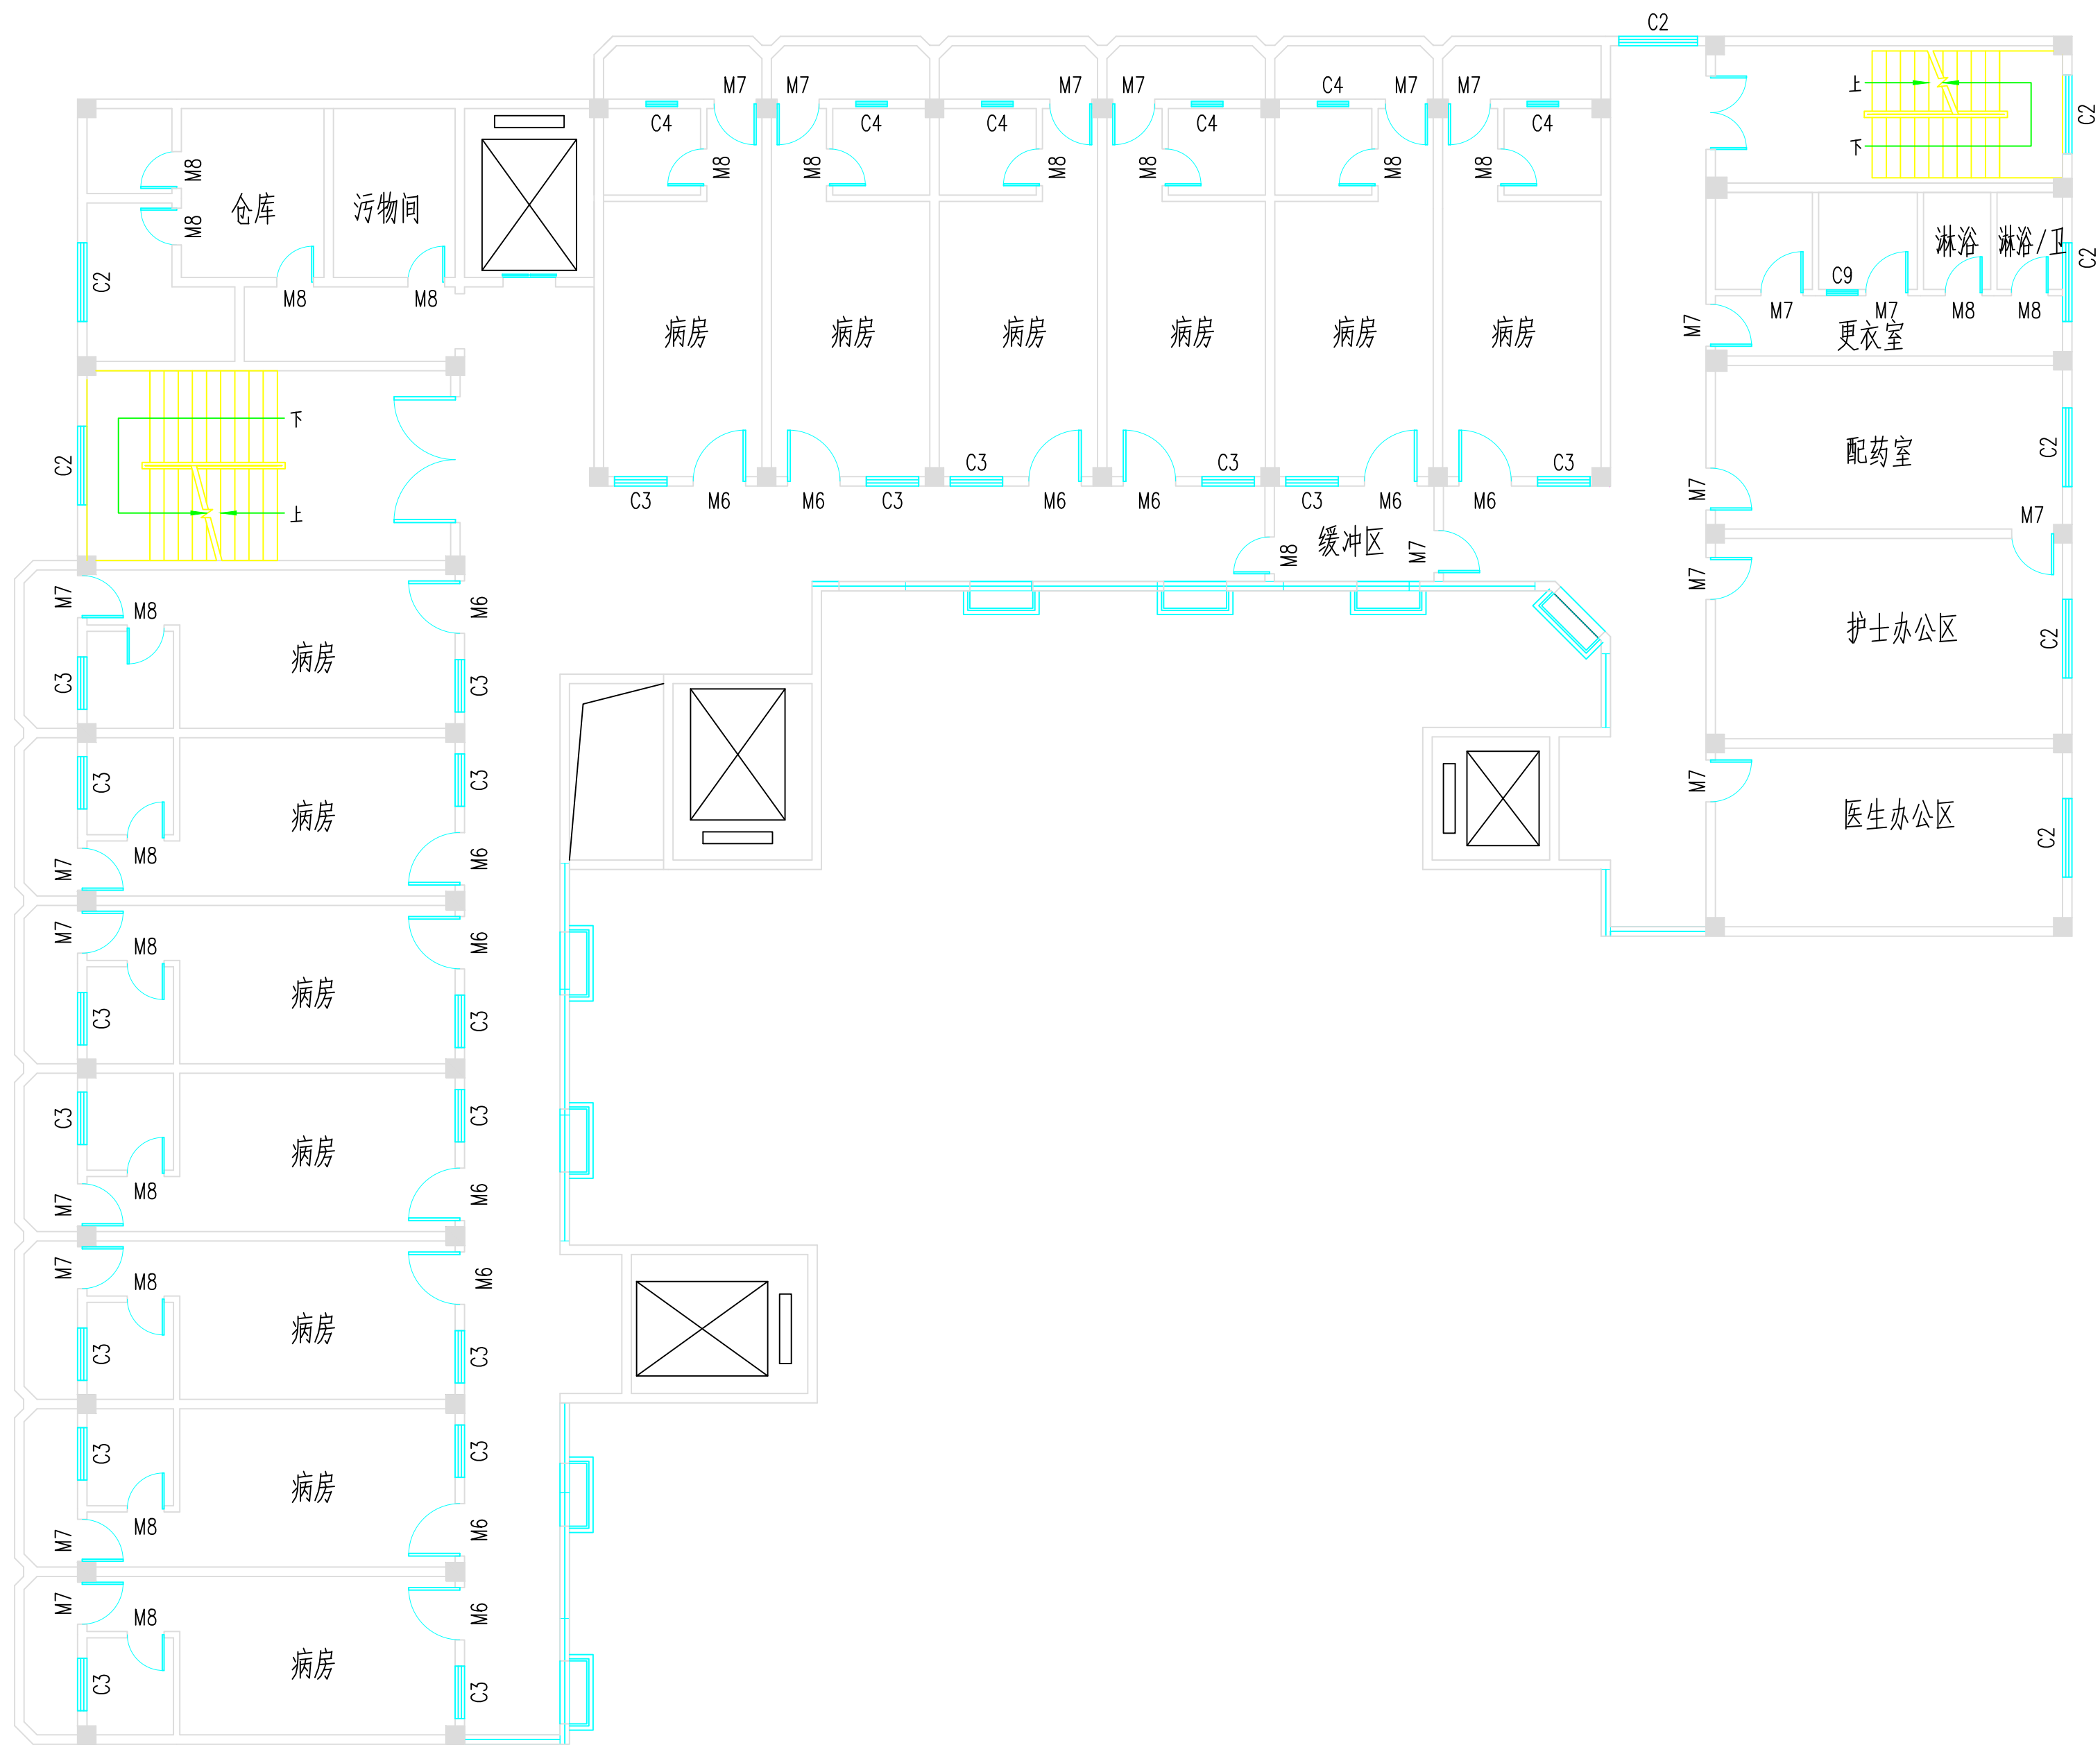 C2
M7 M7 M7 M7 C4 M7 M7
上
C2
C4 C4 C4 C4 C4
下
M8 M8 M8 M8 M8 M8 M8
仓库 污物间
M8
淋浴 淋浴/卫
C2
C2
C9
M8 M8
M7 M7 M8 M8
病房 病房 病房 病房 病房 病房
M7
更衣室
下
配药室
C2
C2
C3 C3 C3
M7
C3 M6 M6 C3 M6 M6 C3 M6 M6
M7
上
缓冲区
M8 M7
M7
M7 M8 M6
护士办公区
C2
病房
C3 C3
C3 C3
M7
病房
医生办公区
C2
M8
M7 M6
M7 M8 M6
病房
C3 C3
C3 C3
病房
M8
M7 M6
M7 M8 M6
病房
C3 C3
C3 C3
病房
M8
M7 M6
M7 M8 M6
病房
C3 C3